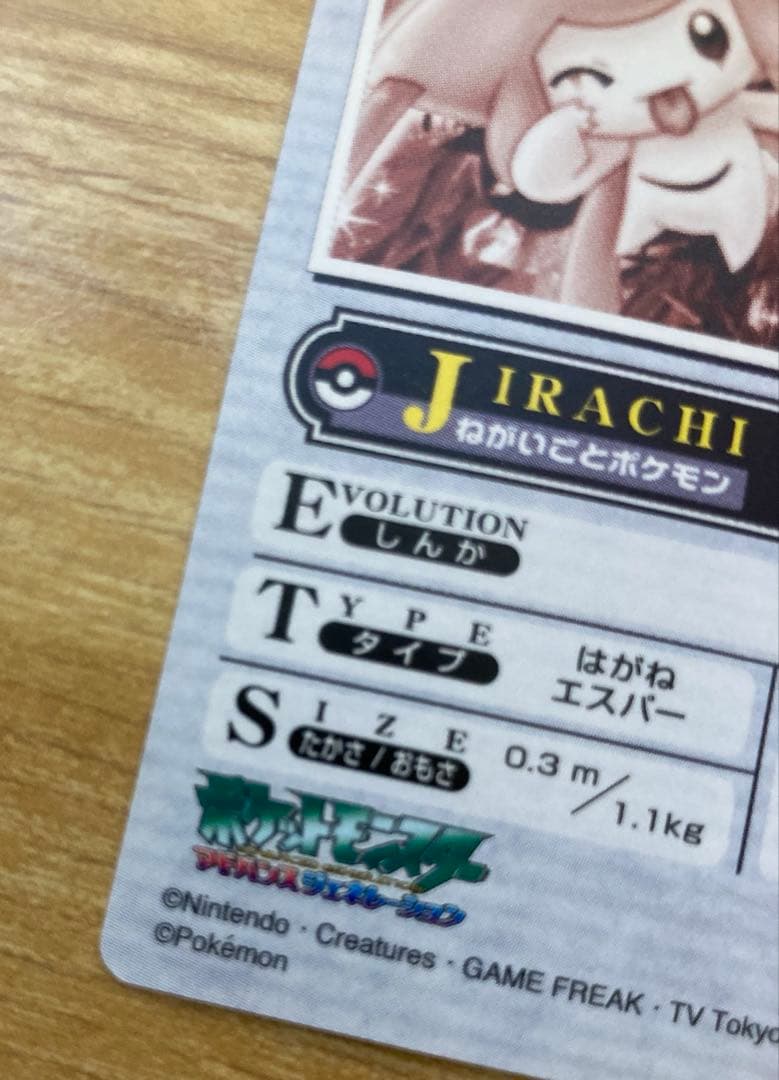 JIRACHI
ねがいごとポケモン
EVOLUTION
しんか
TYPE
タイプ
はがね
エスパー
SIZE
たかさ/おもさ
0.3 m/1.1kg
ポケットモンスター
アドバンスジェネレーション
©Nintendo・Creatures・GAME FREAK・TV Tokyo
©Pokémon